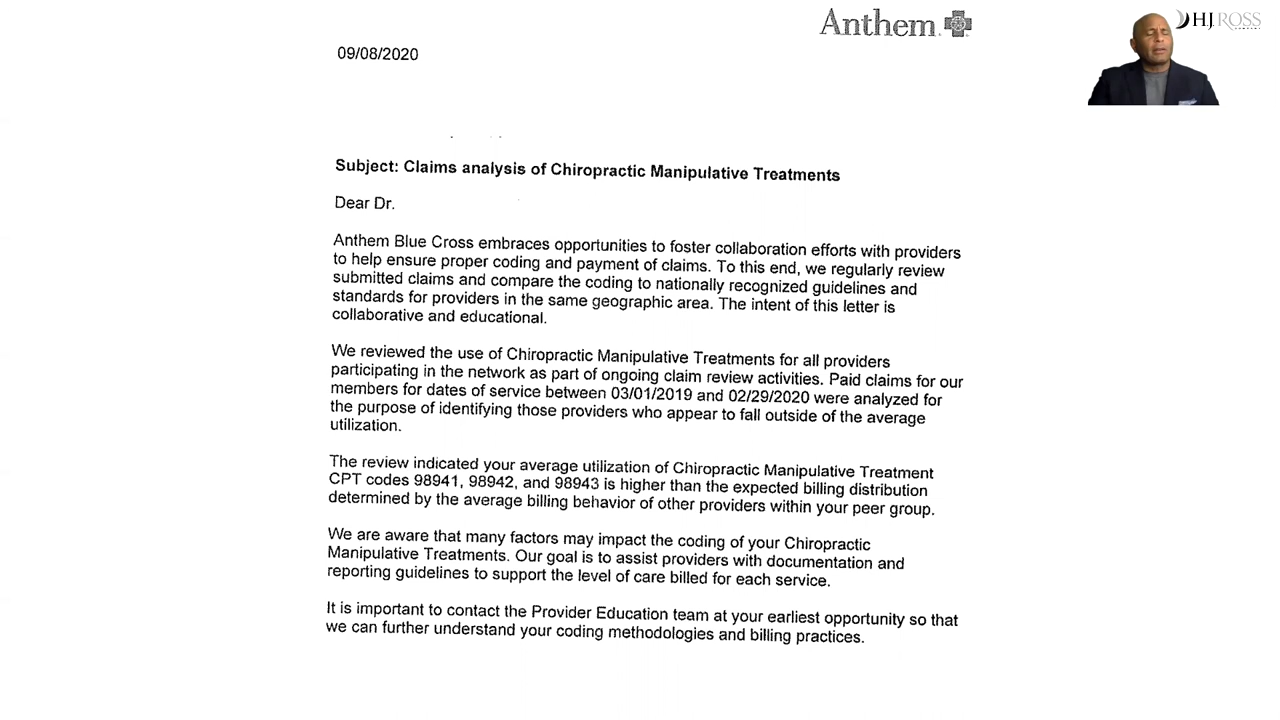 Anthem
HJ ROSS
COMPANY
09/08/2020
Subject: Claims analysis of Chiropractic Manipulative Treatments
Dear Dr.
Anthem Blue Cross embraces opportunities to foster collaboration efforts with providers
to help ensure proper coding and payment of claims. To this end, we regularly review
submitted claims and compare the coding to nationally recognized guidelines and
standards for providers in the same geographic area. The intent of this letter is
collaborative and educational.
We reviewed the use of Chiropractic Manipulative Treatments for all providers
participating in the network as part of ongoing claim review activities. Paid claims for our
members for dates of service between 03/01/2019 and 02/29/2020 were analyzed for
the purpose of identifying those providers who appear to fall outside of the average
utilization.
The review indicated your average utilization of Chiropractic Manipulative Treatment
CPT codes 98941, 98942, and 98943 is higher than the expected billing distribution
determined by the average billing behavior of other providers within your peer group.
We are aware that many factors may impact the coding of your Chiropractic
Manipulative Treatments. Our goal is to assist providers with documentation and
reporting guidelines to support the level of care billed for each service.
It is important to contact the Provider Education team at your earliest opportunity so that
we can further understand your coding methodologies and billing practices.